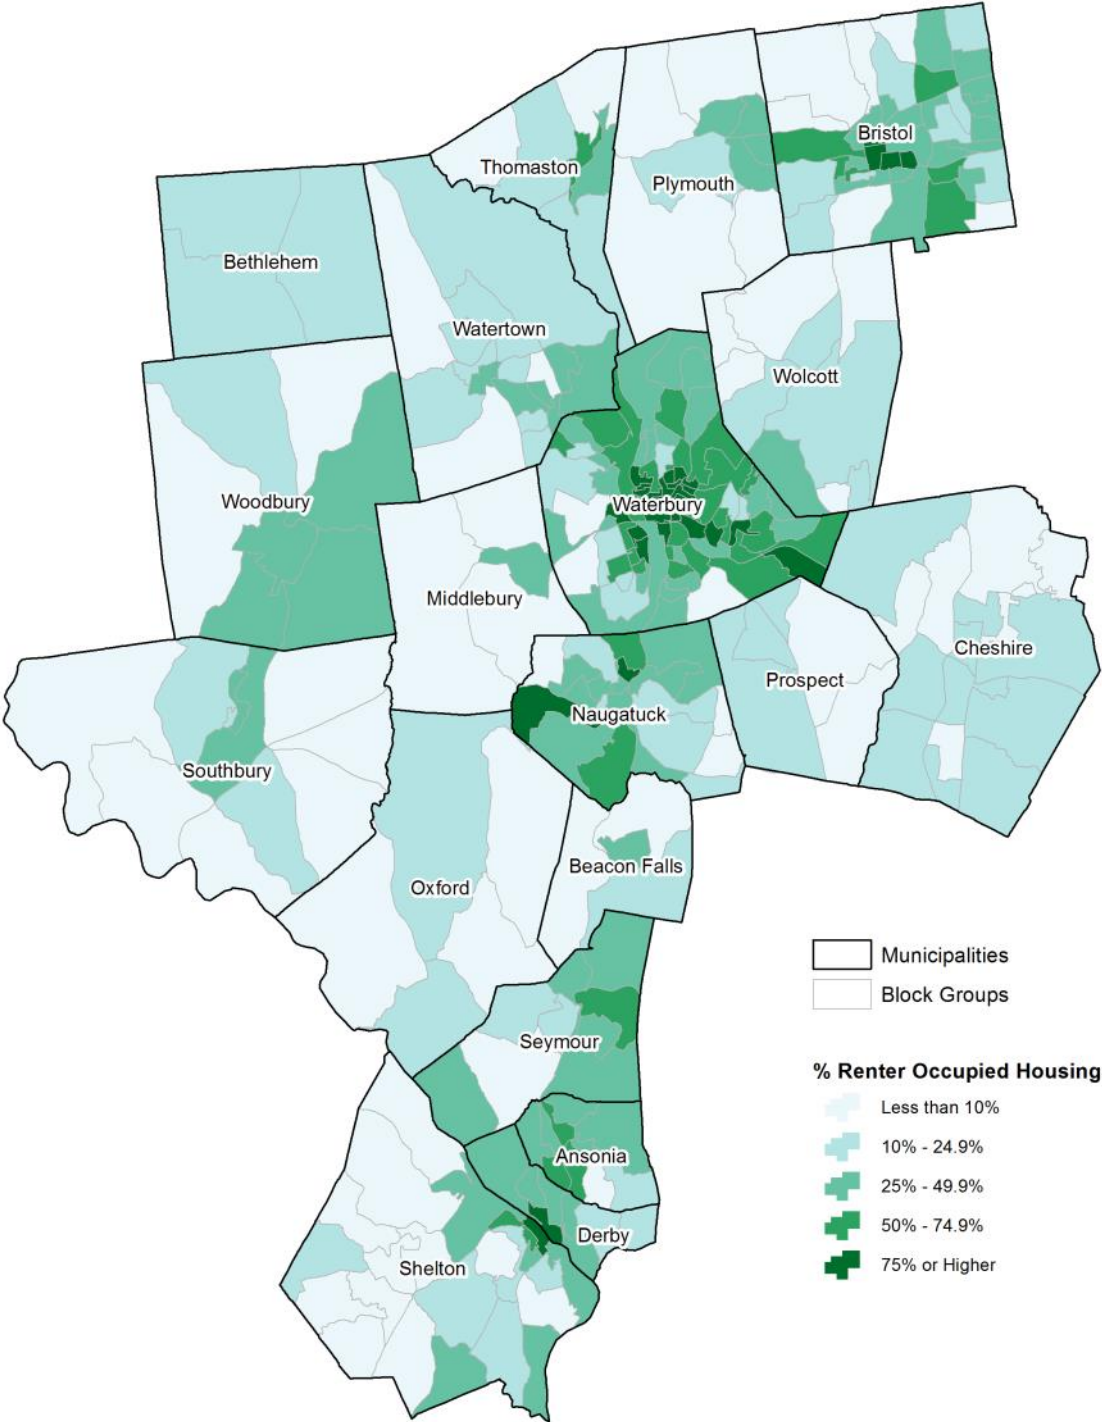 Bristol
Thomaston
Plymouth
Bethlehem
Watertown
Wolcott
Woodbury
Waterbury
Middlebury
Cheshire
Prospect
Naugatuck
Southbury
Beacon Falls
Oxford
Municipalities
Block Groups
Seymour
% Renter Occupied Housing
Less than 10%
10% - 24.9%
Ansonia
25% - 49.9%
50% - 74.9%
Derby
75% or Higher
Shelton